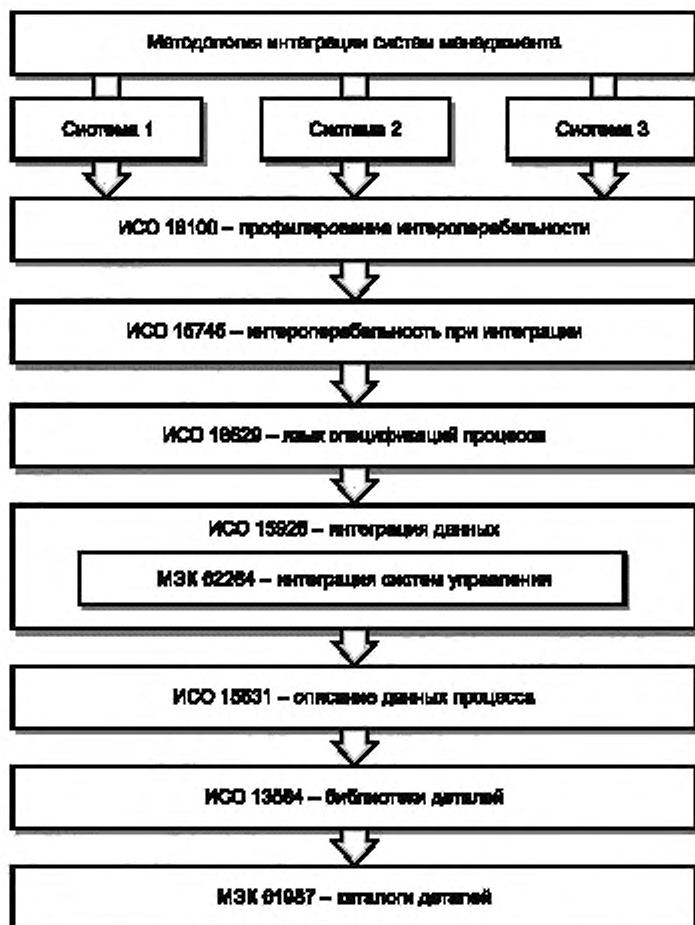 Методология интеграции систем менеджмента
Система 1
Система 2
Система 3
ИСО 16100 – профилирование интероперабельности
ИСО 15745 – интероперабельность при интеграции
ИСО 18629 – язык спецификаций процесса
ИСО 15926 – интеграция данных
МЭК 62264 – интеграция систем управления
ИСО 15531 – описание данных процесса
ИСО 13584 – библиотеки деталей
МЭК 61987 – каталоги деталей